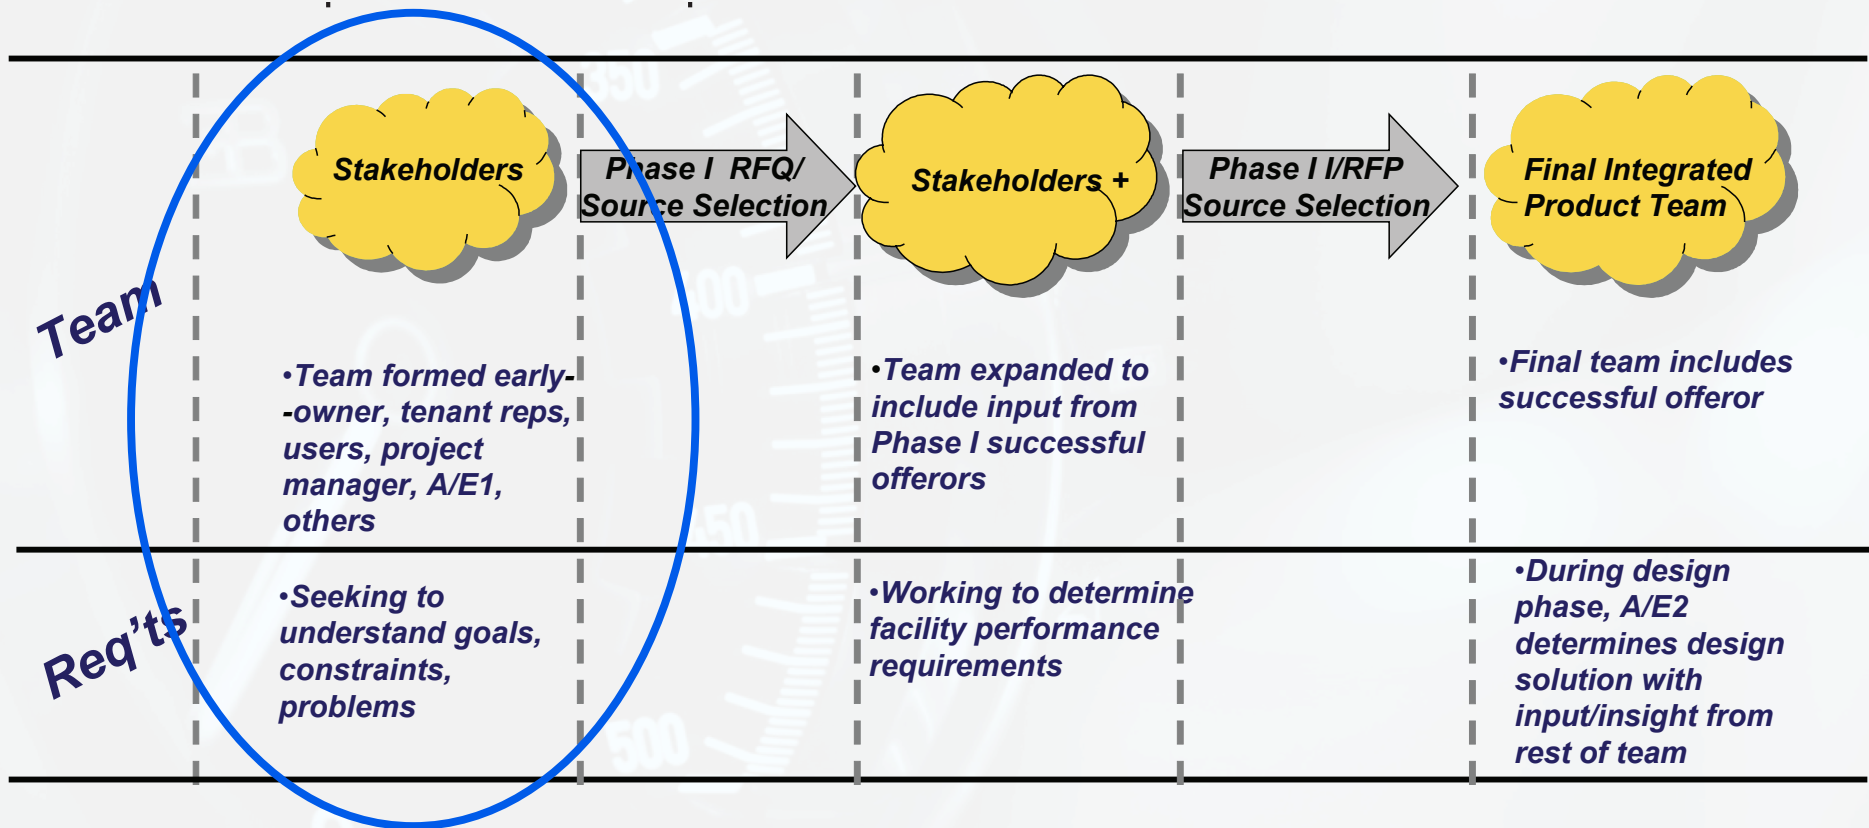 Stakeholders
Phase I RFQ/
Source Selection
Stakeholders +
Phase I I/RFP
Source Selection
Final Integrated
Product Team
Team
•Team formed early-
-owner, tenant reps,
users, project
manager, A/E1,
others
•Team expanded to
include input from
Phase I successful
offerors
•Final team includes
successful offeror
Req'ts
•Seeking to
understand goals,
constraints,
problems
•Working to determine
facility performance
requirements
•During design
phase, A/E2
determines design
solution with
input/insight from
rest of team
350
500